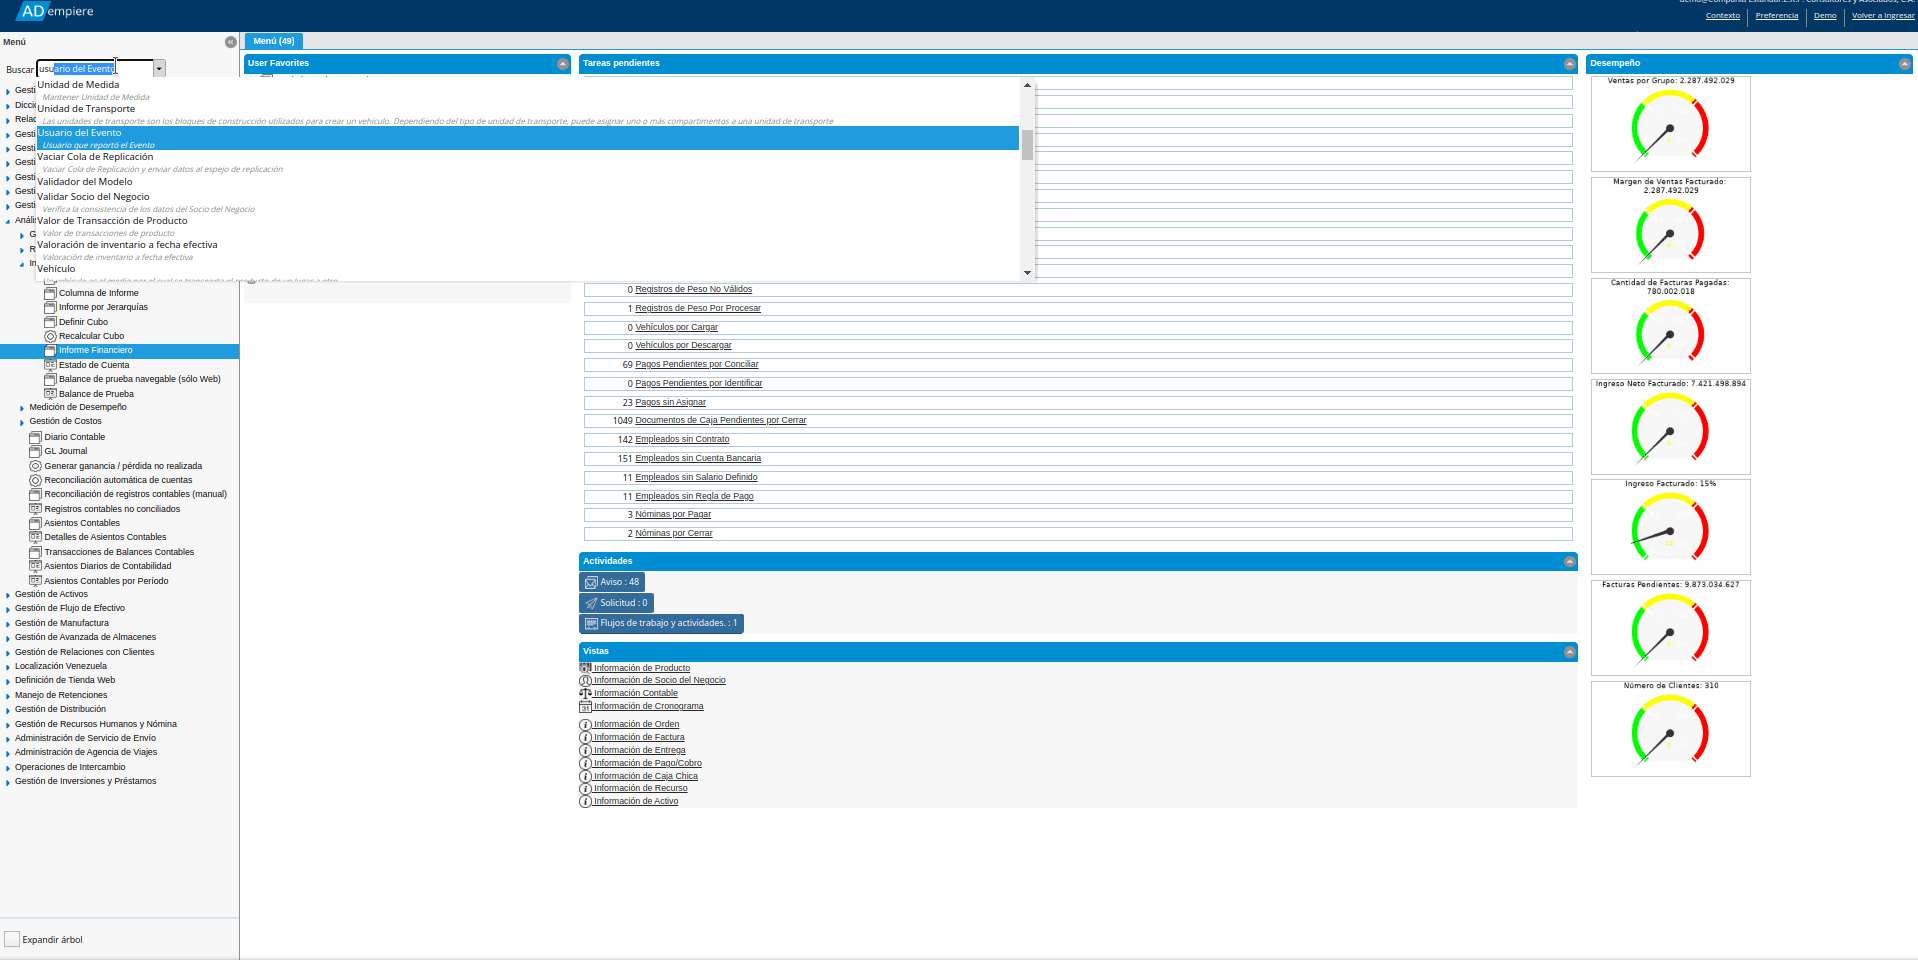 ADempiere
Contexto
Preferencia
Demo
Volver a Ingresar
Menú
Menú (49)
Buscar
usuario del Evento
Unidad de Medida
Mantener Unidad de Medida
Unidad de Transporte
Las unidades de transporte son los bloques de construcción utilizados para crear un vehículo. Dependiendo del tipo de unidad de transporte, puede asignar uno o más compartimentos a una unidad de transporte
Usuario del Evento
Usuario que reportó el Evento
Vaciar Cola de Replicación
Vaciar Cola de Replicación y enviar datos al espejo de replicación
Validador del Modelo
Validar Socio del Negocio
Verifica la consistencia de los datos del Socio del Negocio
Valor de Transacción de Producto
Valor de transacciones de producto
Valoración de inventario a fecha efectiva
Valoración de inventario a fecha efectiva
Vehículo
Columna de Informe
Informe por Jerarquías
Definir Cubo
Recalcular Cubo
Informe Financiero
Estado de Cuenta
Balance de prueba navegable (sólo Web)
Balance de Prueba
Medición de Desempeño
Gestión de Costos
Diario Contable
GL Journal
Generar ganancia / pérdida no realizada
Reconciliación automática de cuentas
Reconciliación de registros contables (manual)
Registros contables no conciliados
Asientos Contables
Detalles de Asientos Contables
Transacciones de Balances Contables
Asientos Diarios de Contabilidad
Asientos Contables por Período
Gestión de Activos
Gestión de Flujo de Efectivo
Gestión de Manufactura
Gestión de Avanzada de Almacenes
Gestión de Relaciones con Clientes
Localización Venezuela
Definición de Tienda Web
Manejo de Retenciones
Gestión de Distribución
Gestión de Recursos Humanos y Nómina
Administración de Servicio de Envío
Administración de Agencia de Viajes
Operaciones de Intercambio
Gestión de Inversiones y Préstamos
Expandir árbol
User Favorites
Tareas pendientes
0 Registros de Peso No Válidos
1 Registros de Peso Por Procesar
0 Vehículos por Cargar
0 Vehículos por Descargar
69 Pagos Pendientes por Conciliar
0 Pagos Pendientes por Identificar
23 Pagos sin Asignar
1049 Documentos de Caja Pendientes por Cerrar
142 Empleados sin Contrato
151 Empleados sin Cuenta Bancaria
11 Empleados sin Salario Definido
11 Empleados sin Regla de Pago
3 Nóminas por Pagar
2 Nóminas por Cerrar
Actividades
Aviso : 48
Solicitud : 0
Flujos de trabajo y actividades. : 1
Vistas
Información de Producto
Información de Socio del Negocio
Información Contable
Información de Cronograma
Información de Orden
Información de Factura
Información de Entrega
Información de Pago/Cobro
Información de Caja Chica
Información de Recurso
Información de Activo
Desempeño
Ventas por Grupo: 2.287.492.029
Margen de Ventas Facturado:
2.287.492.029
Cantidad de Facturas Pagadas:
780.002.018
Ingreso Neto Facturado: 7.421.498.894
Ingreso Facturado: 15%
Facturas Pendientes: 9.873.034.627
Número de Clientes: 310